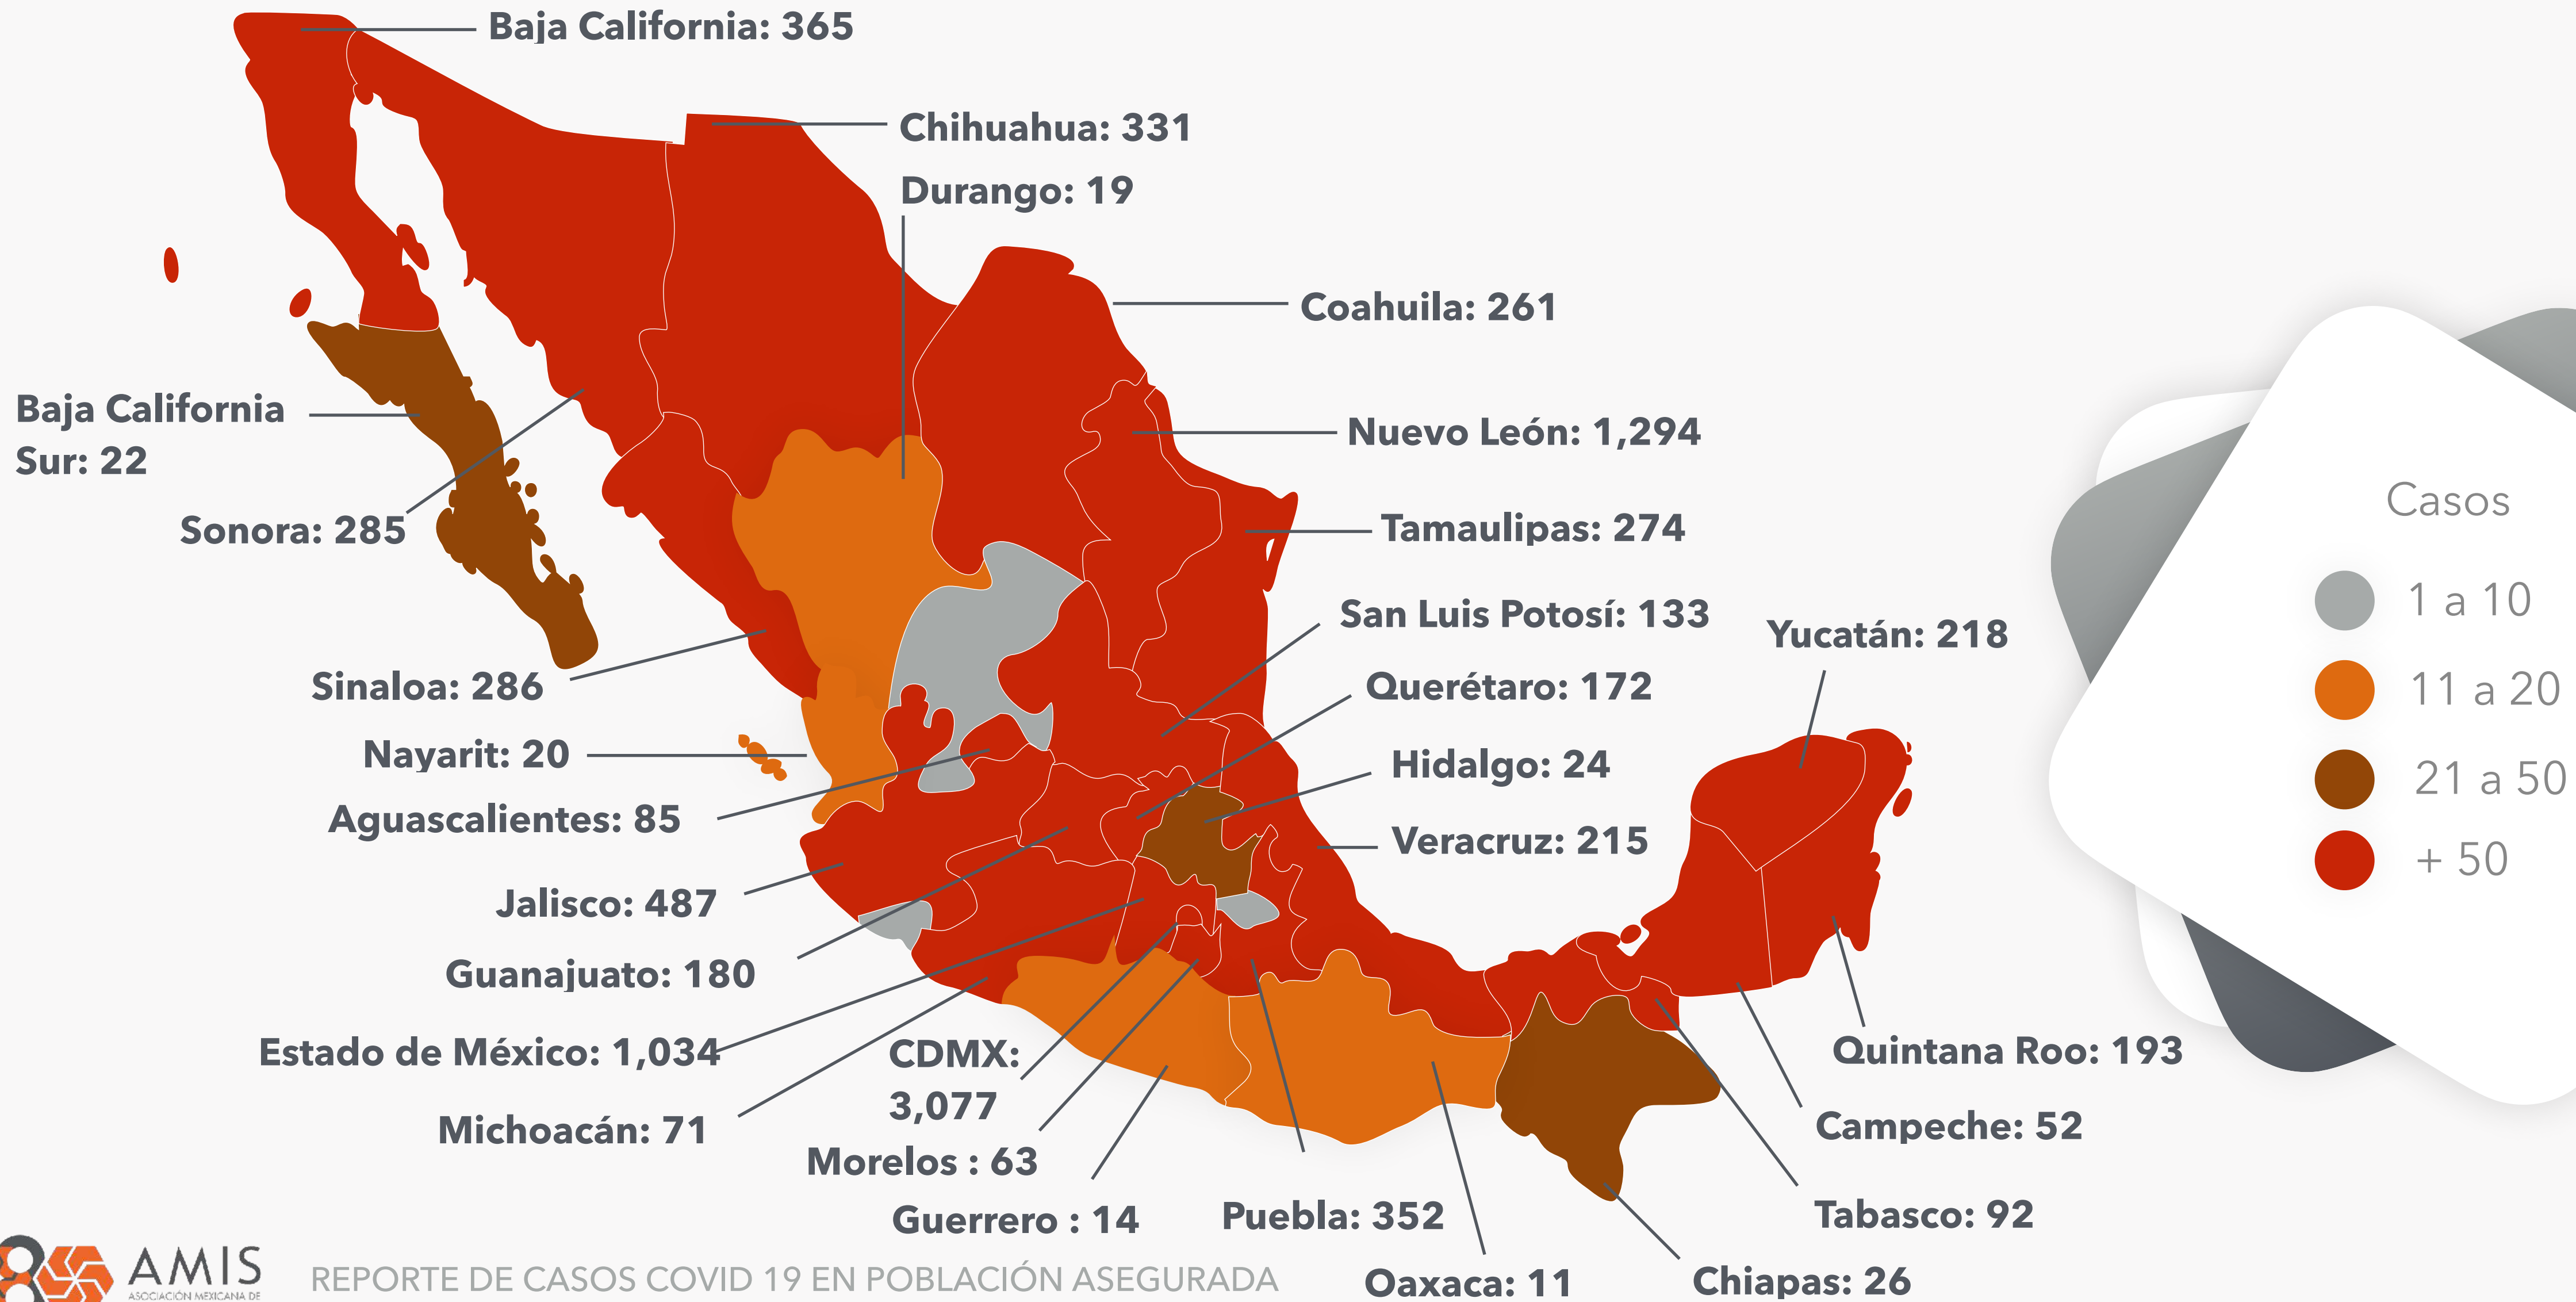 Baja California: 365
Chihuahua: 331
Durango: 19
Coahuila: 261
Baja California
Sur: 22
Nuevo León: 1,294
Sonora: 285
Tamaulipas: 274
San Luis Potosí: 133
Yucatán: 218
Sinaloa: 286
Querétaro: 172
Nayarit: 20
Hidalgo: 24
Aguascalientes: 85
Veracruz: 215
Jalisco: 487
Guanajuato: 180
Estado de México: 1,034
CDMX:
3,077
Quintana Roo: 193
Michoacán: 71
Campeche: 52
Morelos : 63
Guerrero : 14
Puebla: 352
Tabasco: 92
Oaxaca: 11
Chiapas: 26
Casos
1 a 10
11 a 20
21 a 50
+ 50
AMIS
ASOCIACIÓN MEXICANA DE
REPORTE DE CASOS COVID 19 EN POBLACIÓN ASEGURADA